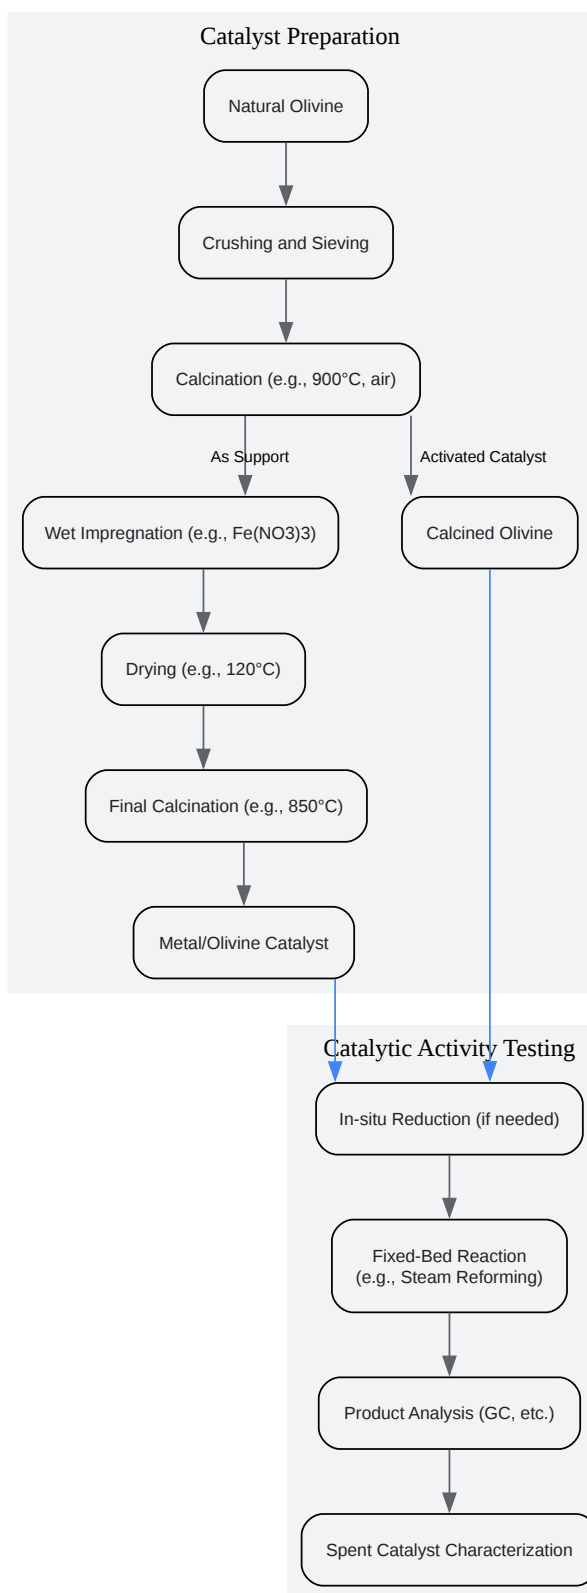 Catalyst Preparation
Natural Olivine
Crushing and Sieving
Calcination (e.g., 900°C, air)
As Support
Activated Catalyst
Wet Impregnation (e.g., Fe(NO3)3)
Calcined Olivine
Drying (e.g., 120°C)
Final Calcination (e.g., 850°C)
Metal/Olivine Catalyst
Catalytic Activity Testing
In-situ Reduction (if needed)
Fixed-Bed Reaction
(e.g., Steam Reforming)
Product Analysis (GC, etc.)
Spent Catalyst Characterization